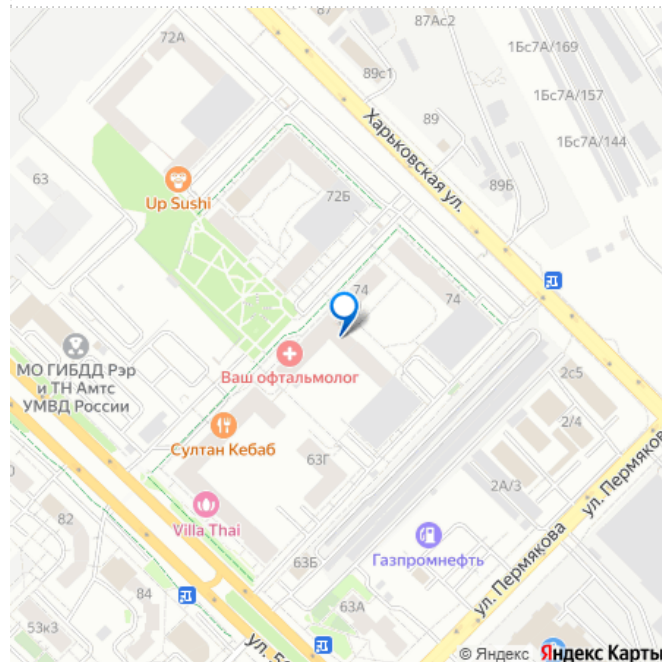 87Ас2
72А
1Бс7А/169
89с1
1Бс7А/157
89
1Бс7А/144
Харьковская ул.
63
89Б
Up Sushi
72Б
74
74
МО ГИБДД Рэр
и ТН Амтс
УМВД России
Ваш офтальмолог
2с5
Султан Кебаб
2/4
63Г
ул. Пермякова
2А/3
Villa Thai
82
Газпромнефть
63Б
ул. Пермякова
84
63А
53к3
ул. Б
© Яндекс Яндекс Карты